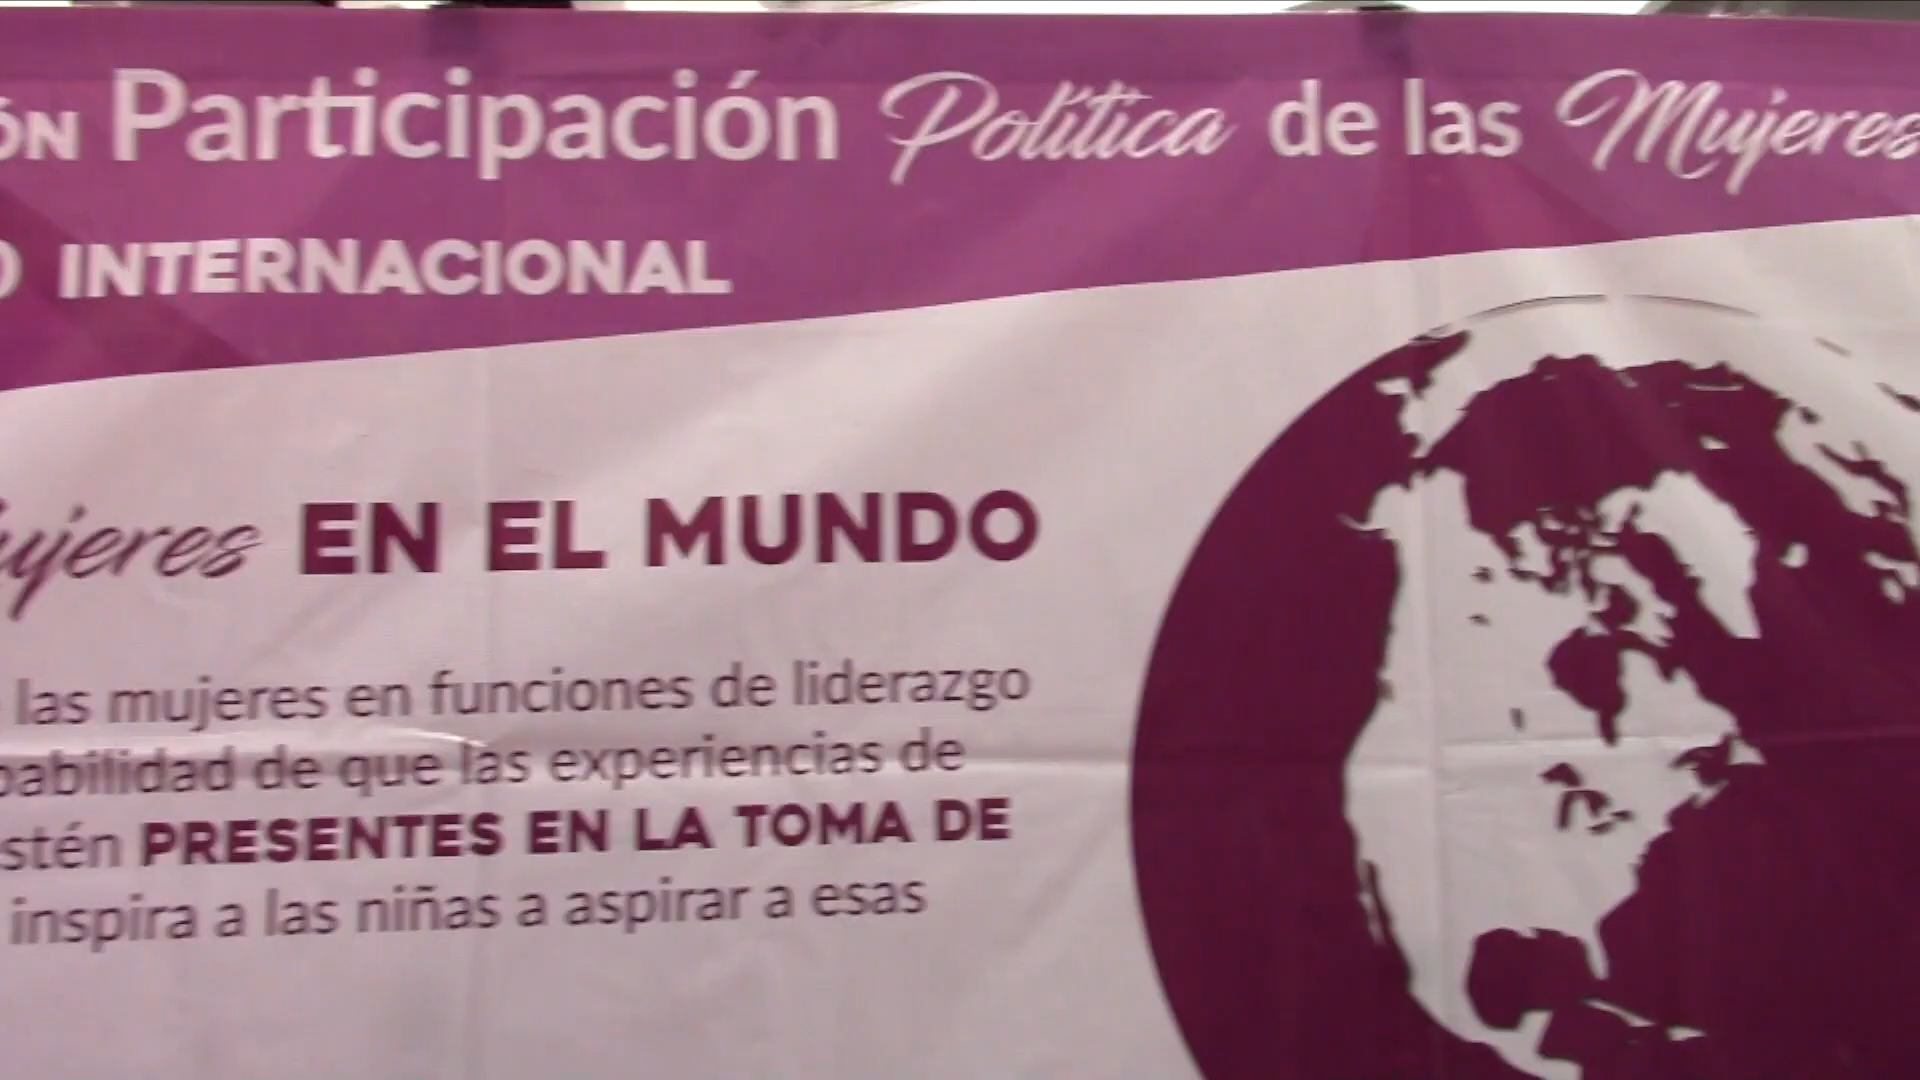 ÓN Participación Política de las Mujeres
INTERNACIONAL
EN EL MUNDO
las mujeres en funciones de liderazgo
de que las experiencias de
PRESENTES EN LA TOMA DE
inspira a las niñas a aspirar a esas